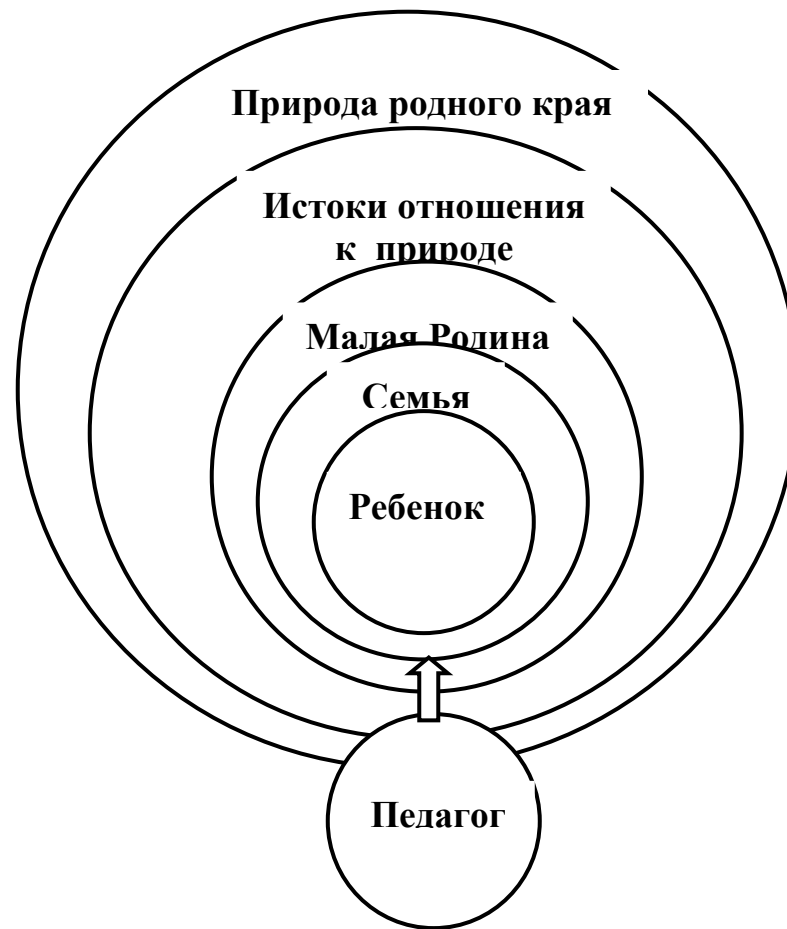 Природа родного края
Истоки отношения
к природе
Малая Родина
Семья
Ребенок
Педагог